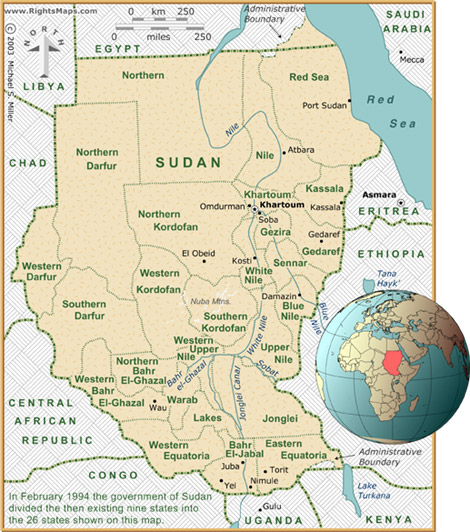 www.RightsMaps.com
© 2003 Michael S. Miller
NORTH
0
km
250
0
miles
250
Administrative
Boundary
SAUDI
ARABIA
EGYPT
LIBYA
Mecca
Northern
Red Sea
Port Sudan
Red
Sea
CHAD
Northern
Darfur
SUDAN
Nile
Nile
Atbara
Khartoum
Omdurman
Khartoum
Soba
Kassala
Kassala
Asmara
ERITREA
Northern
Kordofan
Gezira
Gedaref
Gedaref
ETHIOPIA
El Obeid
Kosti
Sennar
White
Nile
Western
Darfur
Western
Kordofan
Tana
Hayk'
Southern
Darfur
Nuba Mtns.
Damazin
Blue
Nile
Blue
Nile
Southern
Kordofan
White Nile
Western
Upper
Nile
Upper
Nile
Northern
Bahr
El-Ghazal
Bahr
el-Ghazal
Sobat
Western
Bahr
El-Ghazal
Wau
Warab
Jonglei Canal
Lakes
Jonglei
CENTRAL
AFRICAN
REPUBLIC
Western
Equatoria
Bahr
El-Jabal
Eastern
Equatoria
Administrative
Boundary
Juba
Torit
CONGO
Yei
Nimule
Lake
Turkana
Gulu
UGANDA
KENYA
In February 1994 the government of Sudan
divided the then existing nine states into
the 26 states shown on this map.